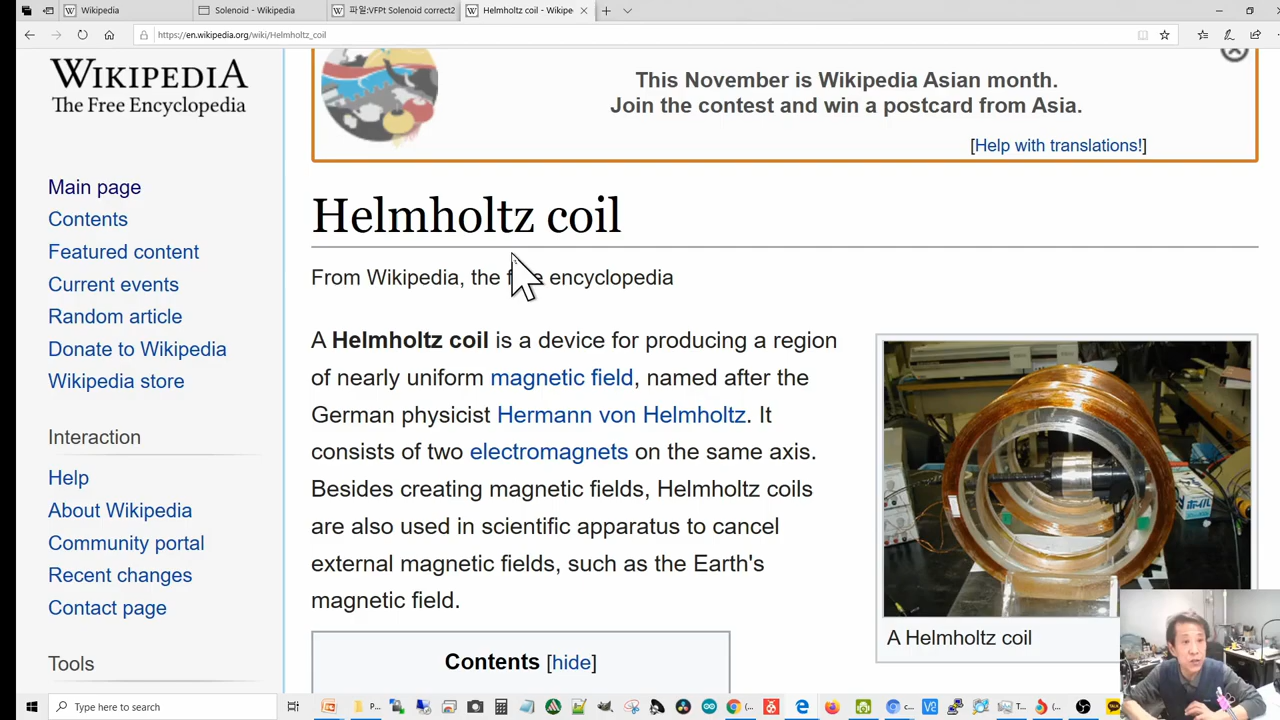 Wikipedia
Solenoid - Wikipedia
파일:VFPt Solenoid correct2
Helmholtz coil - Wikipe
https://en.wikipedia.org/wiki/Helmholtz_coil
WIKIPEDIA
The Free Encyclopedia
This November is Wikipedia Asian month.
Join the contest and win a postcard from Asia.
[Help with translations!]
Main page
Contents
Featured content
Current events
Random article
Donate to Wikipedia
Wikipedia store
Interaction
Help
About Wikipedia
Community portal
Recent changes
Contact page
Tools
Helmholtz coil
From Wikipedia, the free encyclopedia
A Helmholtz coil is a device for producing a region
of nearly uniform magnetic field, named after the
German physicist Hermann von Helmholtz. It
consists of two electromagnets on the same axis.
Besides creating magnetic fields, Helmholtz coils
are also used in scientific apparatus to cancel
external magnetic fields, such as the Earth's
magnetic field.
A Helmholtz coil
Contents [hide]
Type here to search